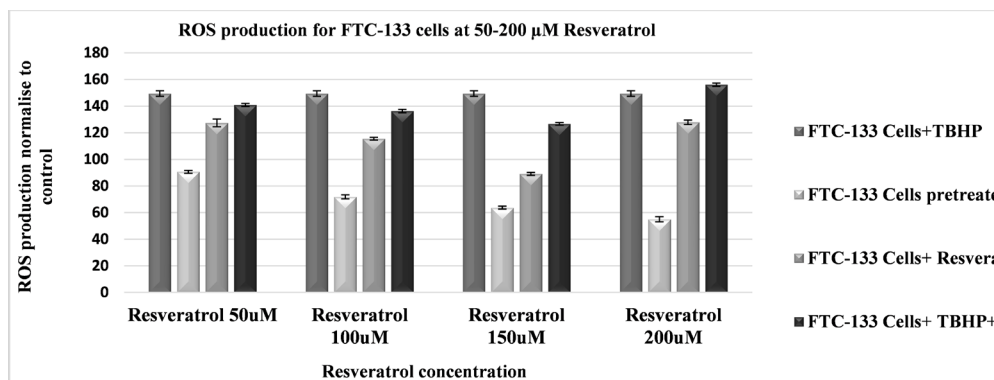 ROS production for FTC-133 cells at 50-200 µM Resveratrol
ROS production normalise to
control
180
160
140
120
100
80
60
40
20
0
Resveratrol 50uM
Resveratrol
100uM
Resveratrol
150uM
Resveratrol
200uM
Resveratrol concentration
FTC-133 Cells+TBHP
FTC-133 Cells pretreate
FTC-133 Cells+ Resvera
FTC-133 Cells+ TBHP+